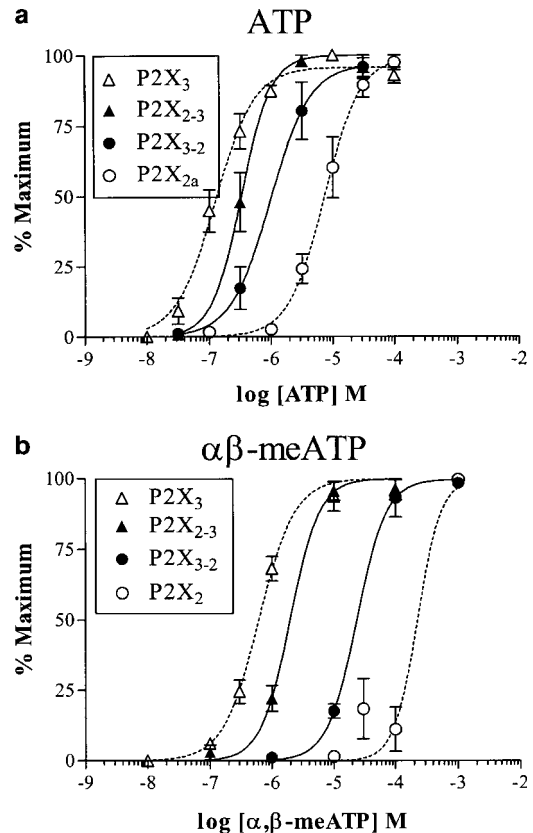 a
ATP
% Maximum
100
75
50
25
0
P2X₃
P2X₂₋₃
P2X₃₋₂
P2X₂ₐ
-9 -8 -7 -6 -5 -4 -3 -2
log [ATP] M
b
αβ-meATP
% Maximum
100
75
50
25
0
P2X₃
P2X₂₋₃
P2X₃₋₂
P2X₂
-9 -8 -7 -6 -5 -4 -3 -2
log [α,β-meATP] M